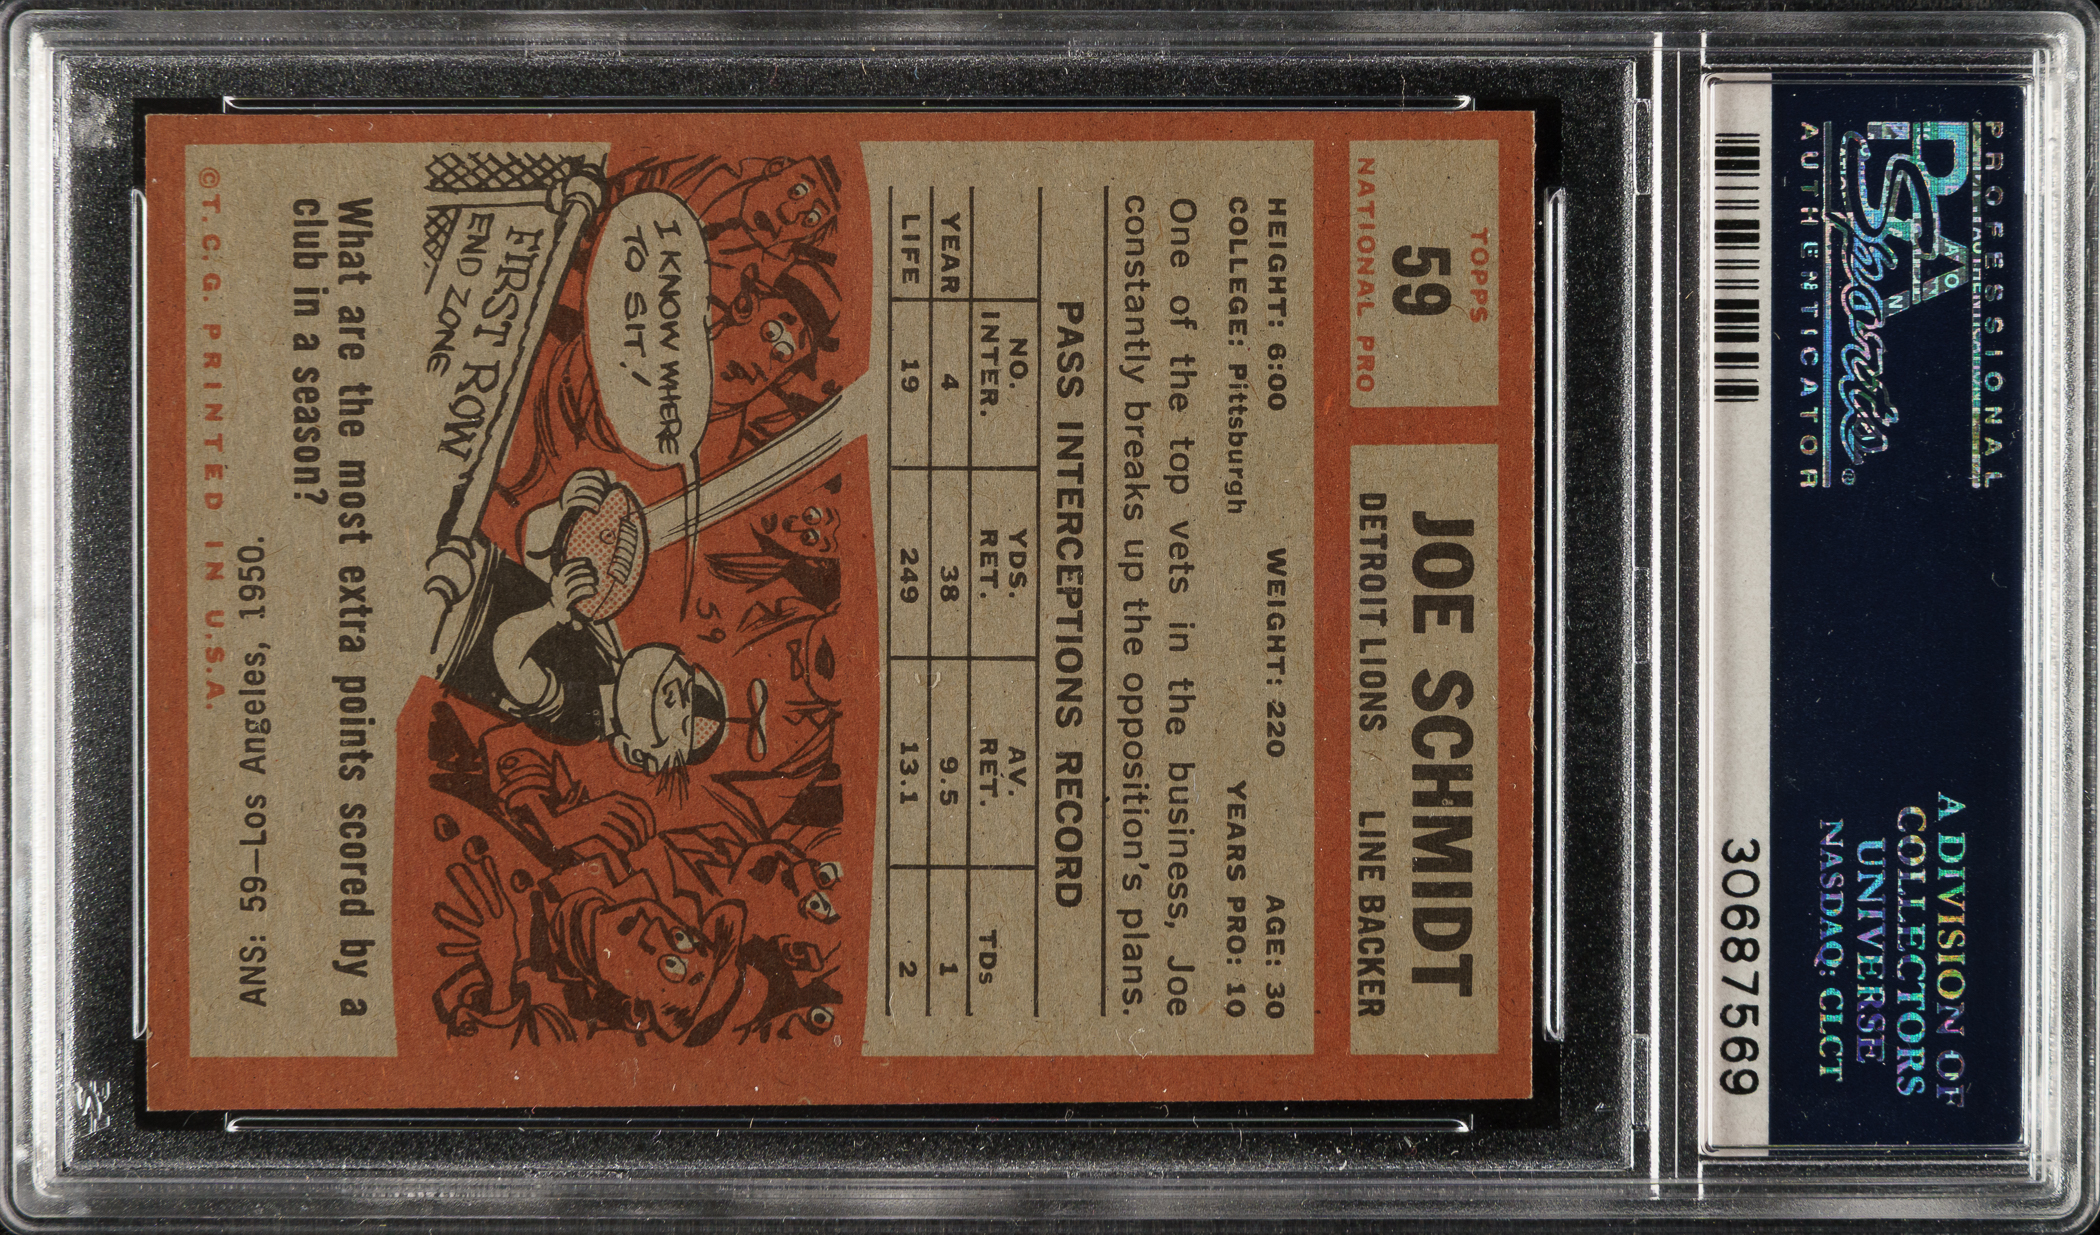 PROFESSIONAL
PSA
Sports
AUTHENTICATOR
A DIVISION OF
COLLECTORS
UNIVERSE
NASDAQ: CLCT
30687569
TOPPS
59
NATIONAL PRO
JOE SCHMIDT
DETROIT LIONS LINE BACKER
HEIGHT: 6:00 WEIGHT: 220 AGE: 30
COLLEGE: Pittsburgh YEARS PRO: 10
One of the top vets in the business, Joe
constantly breaks up the opposition's plans.
PASS INTERCEPTIONS RECORD
NO. INTER. YDS. RET. AV. RET. TDs
YEAR 4 38 9.5 1
LIFE 19 249 13.1 2
I KNOW WHERE
TO SIT!
59
FIRST ROW
END ZONE
What are the most extra points scored by a
club in a season?
ANS: 59—Los Angeles, 1950.
©T.C.G. PRINTED IN U.S.A.